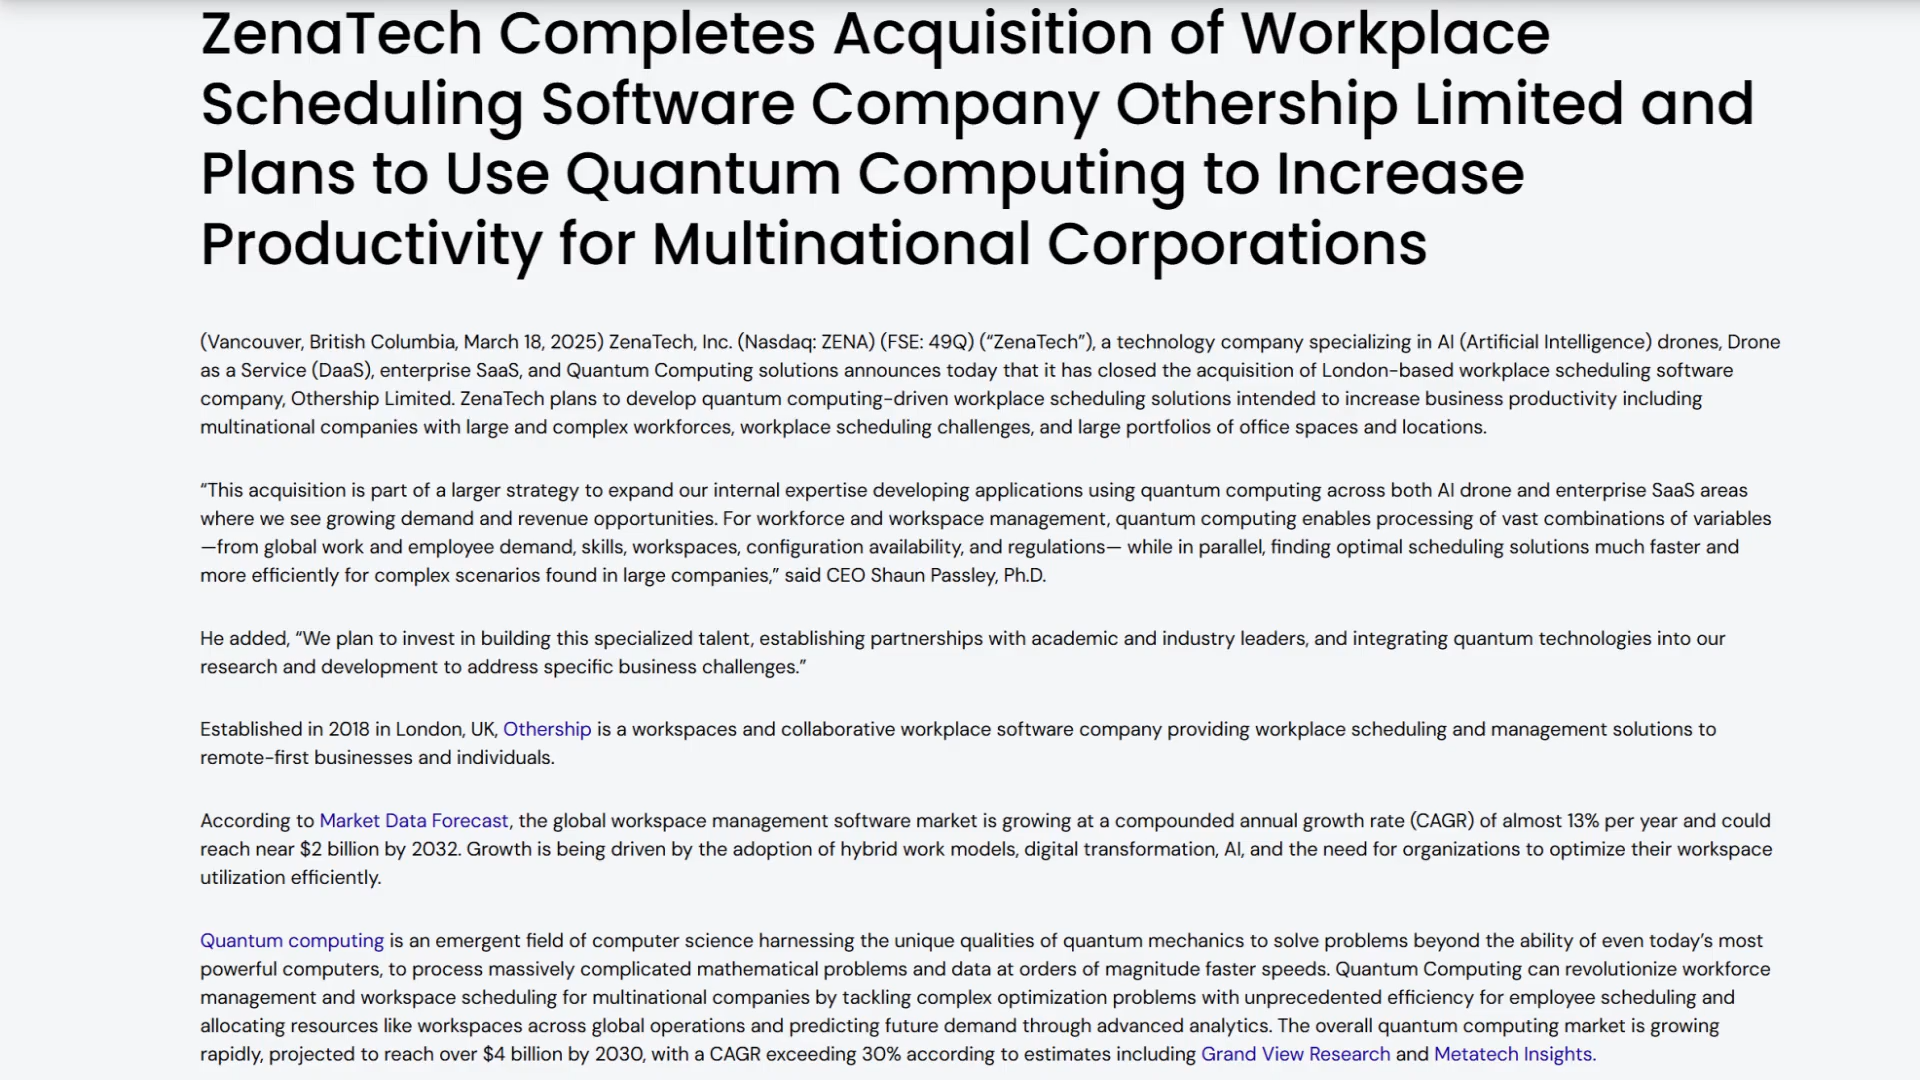 ZenaTech Completes Acquisition of Workplace
Scheduling Software Company Othership Limited and
Plans to Use Quantum Computing to Increase
Productivity for Multinational Corporations
(Vancouver, British Columbia, March 18, 2025) ZenaTech, Inc. (Nasdaq: ZENA) (FSE: 49Q) (“ZenaTech”), a technology company specializing in AI (Artificial Intelligence) drones, Drone
as a Service (DaaS), enterprise SaaS, and Quantum Computing solutions announces today that it has closed the acquisition of London-based workplace scheduling software
company, Othership Limited. ZenaTech plans to develop quantum computing-driven workplace scheduling solutions intended to increase business productivity including
multinational companies with large and complex workforces, workplace scheduling challenges, and large portfolios of office spaces and locations.
“This acquisition is part of a larger strategy to expand our internal expertise developing applications using quantum computing across both AI drone and enterprise SaaS areas
where we see growing demand and revenue opportunities. For workforce and workspace management, quantum computing enables processing of vast combinations of variables
—from global work and employee demand, skills, workspaces, configuration availability, and regulations— while in parallel, finding optimal scheduling solutions much faster and
more efficiently for complex scenarios found in large companies,” said CEO Shaun Passley, Ph.D.
He added, “We plan to invest in building this specialized talent, establishing partnerships with academic and industry leaders, and integrating quantum technologies into our
research and development to address specific business challenges.”
Established in 2018 in London, UK, Othership is a workspaces and collaborative workplace software company providing workplace scheduling and management solutions to
remote-first businesses and individuals.
According to Market Data Forecast, the global workspace management software market is growing at a compounded annual growth rate (CAGR) of almost 13% per year and could
reach near $2 billion by 2032. Growth is being driven by the adoption of hybrid work models, digital transformation, AI, and the need for organizations to optimize their workspace
utilization efficiently.
Quantum computing is an emergent field of computer science harnessing the unique qualities of quantum mechanics to solve problems beyond the ability of even today’s most
powerful computers, to process massively complicated mathematical problems and data at orders of magnitude faster speeds. Quantum Computing can revolutionize workforce
management and workspace scheduling for multinational companies by tackling complex optimization problems with unprecedented efficiency for employee scheduling and
allocating resources like workspaces across global operations and predicting future demand through advanced analytics. The overall quantum computing market is growing
rapidly, projected to reach over $4 billion by 2030, with a CAGR exceeding 30% according to estimates including Grand View Research and Metatech Insights.